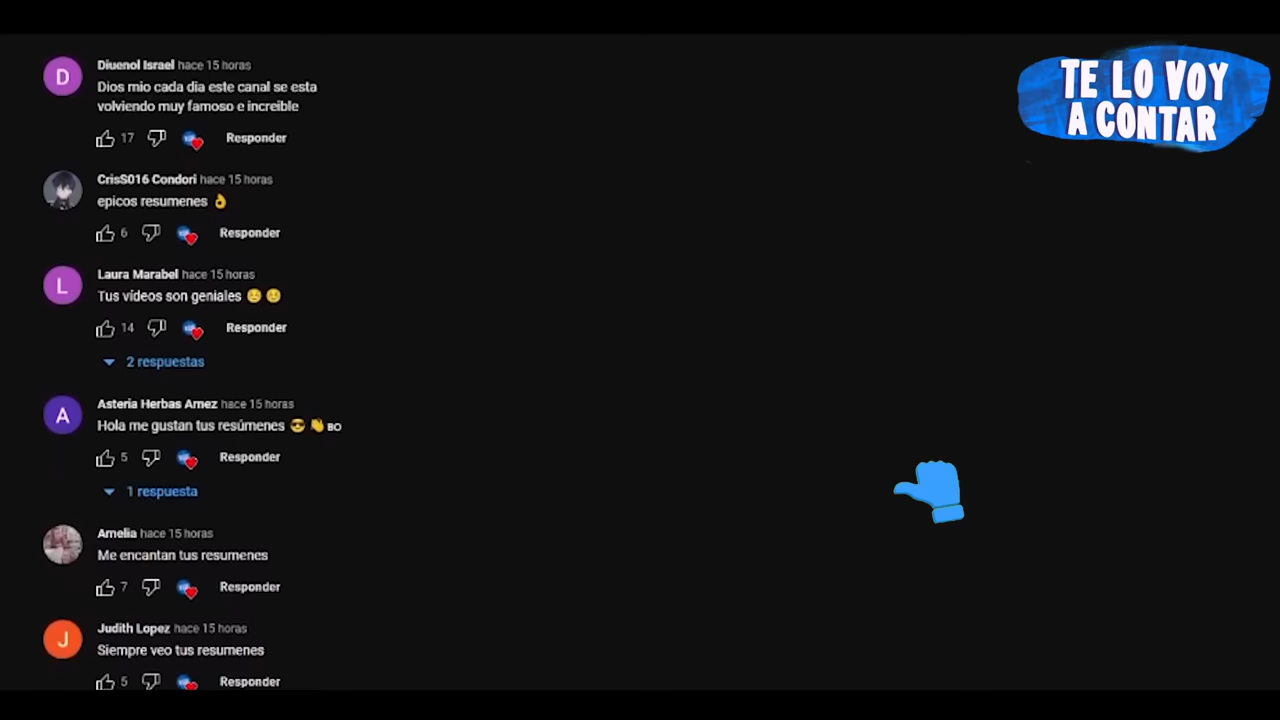 TE LO VOY
A CONTAR
D
Diuenol Israel hace 15 horas
Dios mio cada dia este canal se esta
volviendo muy famoso e increible
17 Responder
CrisS016 Condori hace 15 horas
epicos resumenes 👌
6 Responder
L
Laura Marabel hace 15 horas
Tus vídeos son geniales ☺️ ☺️
14 Responder
2 respuestas
A
Asteria Herbas Arnez hace 15 horas
Hola me gustan tus resúmenes 😎 👏 BO
5 Responder
1 respuesta
Amelia hace 15 horas
Me encantan tus resumenes
7 Responder
J
Judith Lopez hace 15 horas
Siempre veo tus resumenes
5 Responder